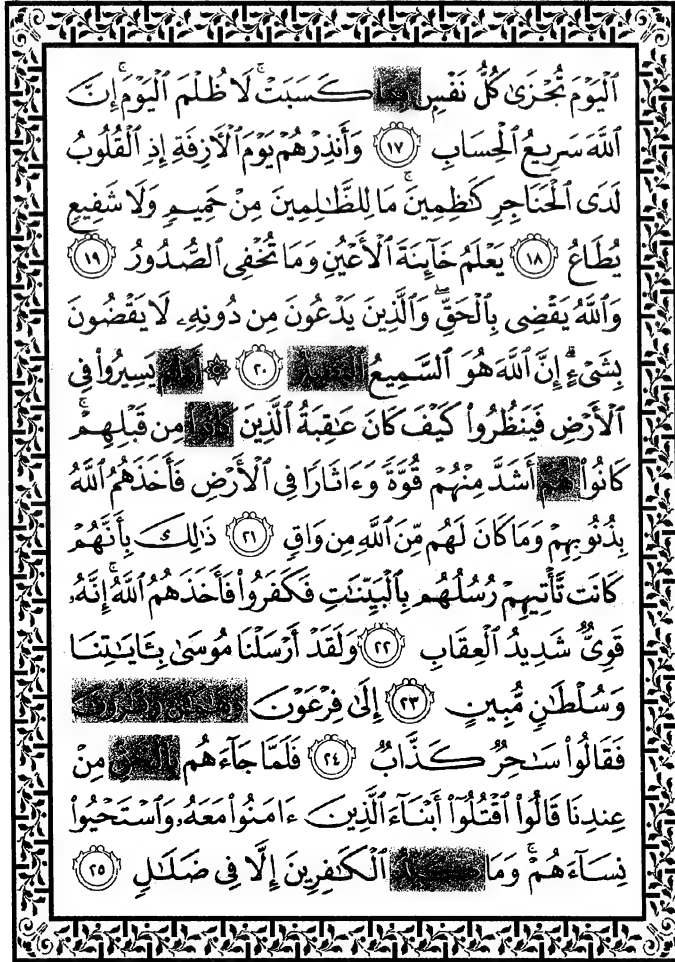 ٱلْيَوْمَ تُجْزَىٰ كُلُّ نَفْسٍ كَسَبَتْ ۚ لَا ظُلْمَ ٱلْيَوْمَ ۚ إِنَّ
ٱللَّهَ سَرِيعُ ٱلْحِسَابِ ١٧ وَأَنذِرْهُمْ يَوْمَ ٱلْأَزِفَةِ إِذِ ٱلْقُلُوبُ
لَدَى ٱلْحَنَاجِرِ كَٰظِمِينَ ۚ مَا لِلظَّٰلِمِينَ مِنْ حَمِيمٍ وَلَا شَفِيعٍ
يُطَاعُ ١٨ يَعْلَمُ خَآئِنَةَ ٱلْأَعْيُنِ وَمَا تُخْفِى ٱلصُّدُورُ ١٩
وَٱللَّهُ يَقْضِى بِٱلْحَقِّ ۖ وَٱلَّذِينَ يَدْعُونَ مِن دُونِهِۦ لَا يَقْضُونَ
بِشَىْءٍ ۗ إِنَّ ٱللَّهَ هُوَ ٱلسَّمِيعُ ٢٠ ۞ أَوَلَمْ يَسِيرُوا۟ فِى
ٱلْأَرْضِ فَيَنظُرُوا۟ كَيْفَ كَانَ عَٰقِبَةُ ٱلَّذِينَ مِن قَبْلِهِمْ ۚ
كَانُوا۟ هُمْ أَشَدَّ مِنْهُمْ قُوَّةً وَءَاثَارًا فِى ٱلْأَرْضِ فَأَخَذَهُمُ ٱللَّهُ
بِذُنُوبِهِمْ وَمَا كَانَ لَهُم مِّنَ ٱللَّهِ مِن وَاقٍ ٢١ ذَٰلِكَ بِأَنَّهُمْ
كَانَت تَّأْتِيهِمْ رُسُلُهُم بِٱلْبَيِّنَٰتِ فَكَفَرُوا۟ فَأَخَذَهُمُ ٱللَّهُ ۚ إِنَّهُۥ
قَوِىٌّ شَدِيدُ ٱلْعِقَابِ ٢٢ وَلَقَدْ أَرْسَلْنَا مُوسَىٰ بِـَٔايَٰتِنَا
وَسُلْطَٰنٍ مُّبِينٍ ٢٣ إِلَىٰ فِرْعَوْنَ
فَقَالُوا۟ سَٰحِرٌ كَذَّابٌ ٢٤ فَلَمَّا جَآءَهُم مِنْ
عِندِنَا قَالُوا۟ ٱقْتُلُوٓا۟ أَبْنَآءَ ٱلَّذِينَ ءَامَنُوا۟ مَعَهُۥ وَٱسْتَحْيُوا۟
نِسَآءَهُمْ ۚ وَمَا ٱلْكَٰفِرِينَ إِلَّا فِى ضَلَٰلٍ ٢٥